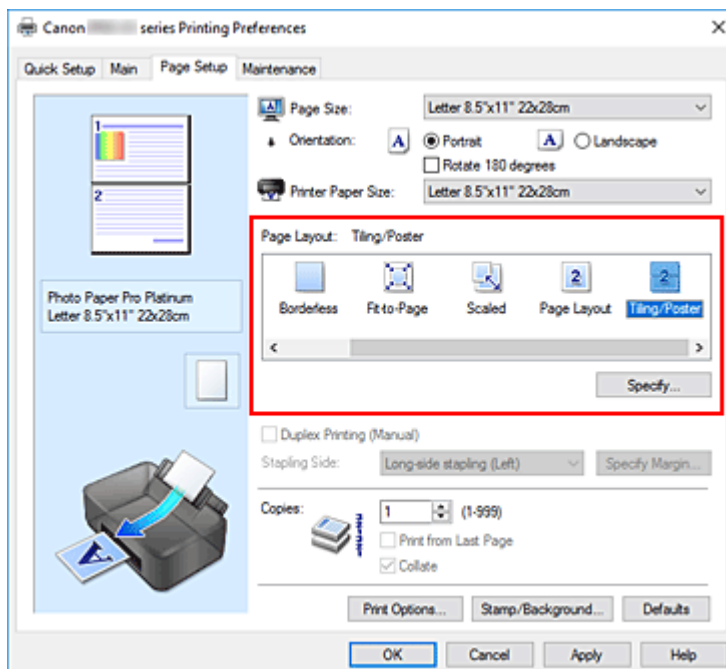 Canon series Printing Preferences
Quick Setup Main Page Setup Maintenance
1
2
Photo Paper Pro Platinum
Letter 8.5"x11" 22x28cm
A
Page Size: Letter 8.5"x11" 22x28cm
Orientation: A Portrait A Landscape
Rotate 180 degrees
Printer Paper Size: Letter 8.5"x11" 22x28cm
Page Layout: Tiling/Poster
2 2
Borderless Fit-to-Page Scaled Page Layout Tiling/Poster
Specify...
Duplex Printing (Manual)
Stapling Side: Long-side stapling (Left) Specify Margin...
Copies: 1 (1-999)
Print from Last Page
Collate
Print Options... Stamp/Background... Defaults
OK Cancel Apply Help